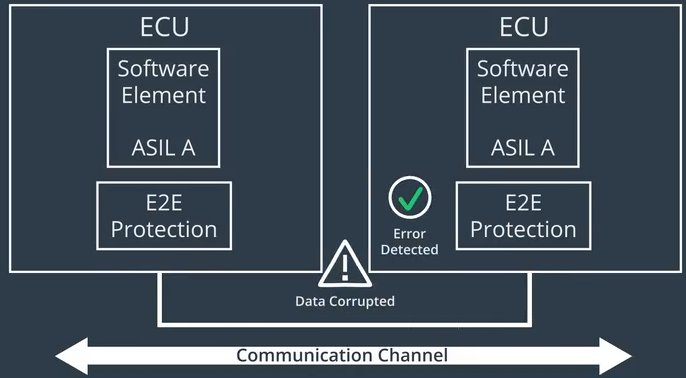 ECU
Software
Element
ASIL A
E2E
Protection
ECU
Software
Element
ASIL A
E2E
Protection
Error
Detected
!
Data Corrupted
Communication Channel